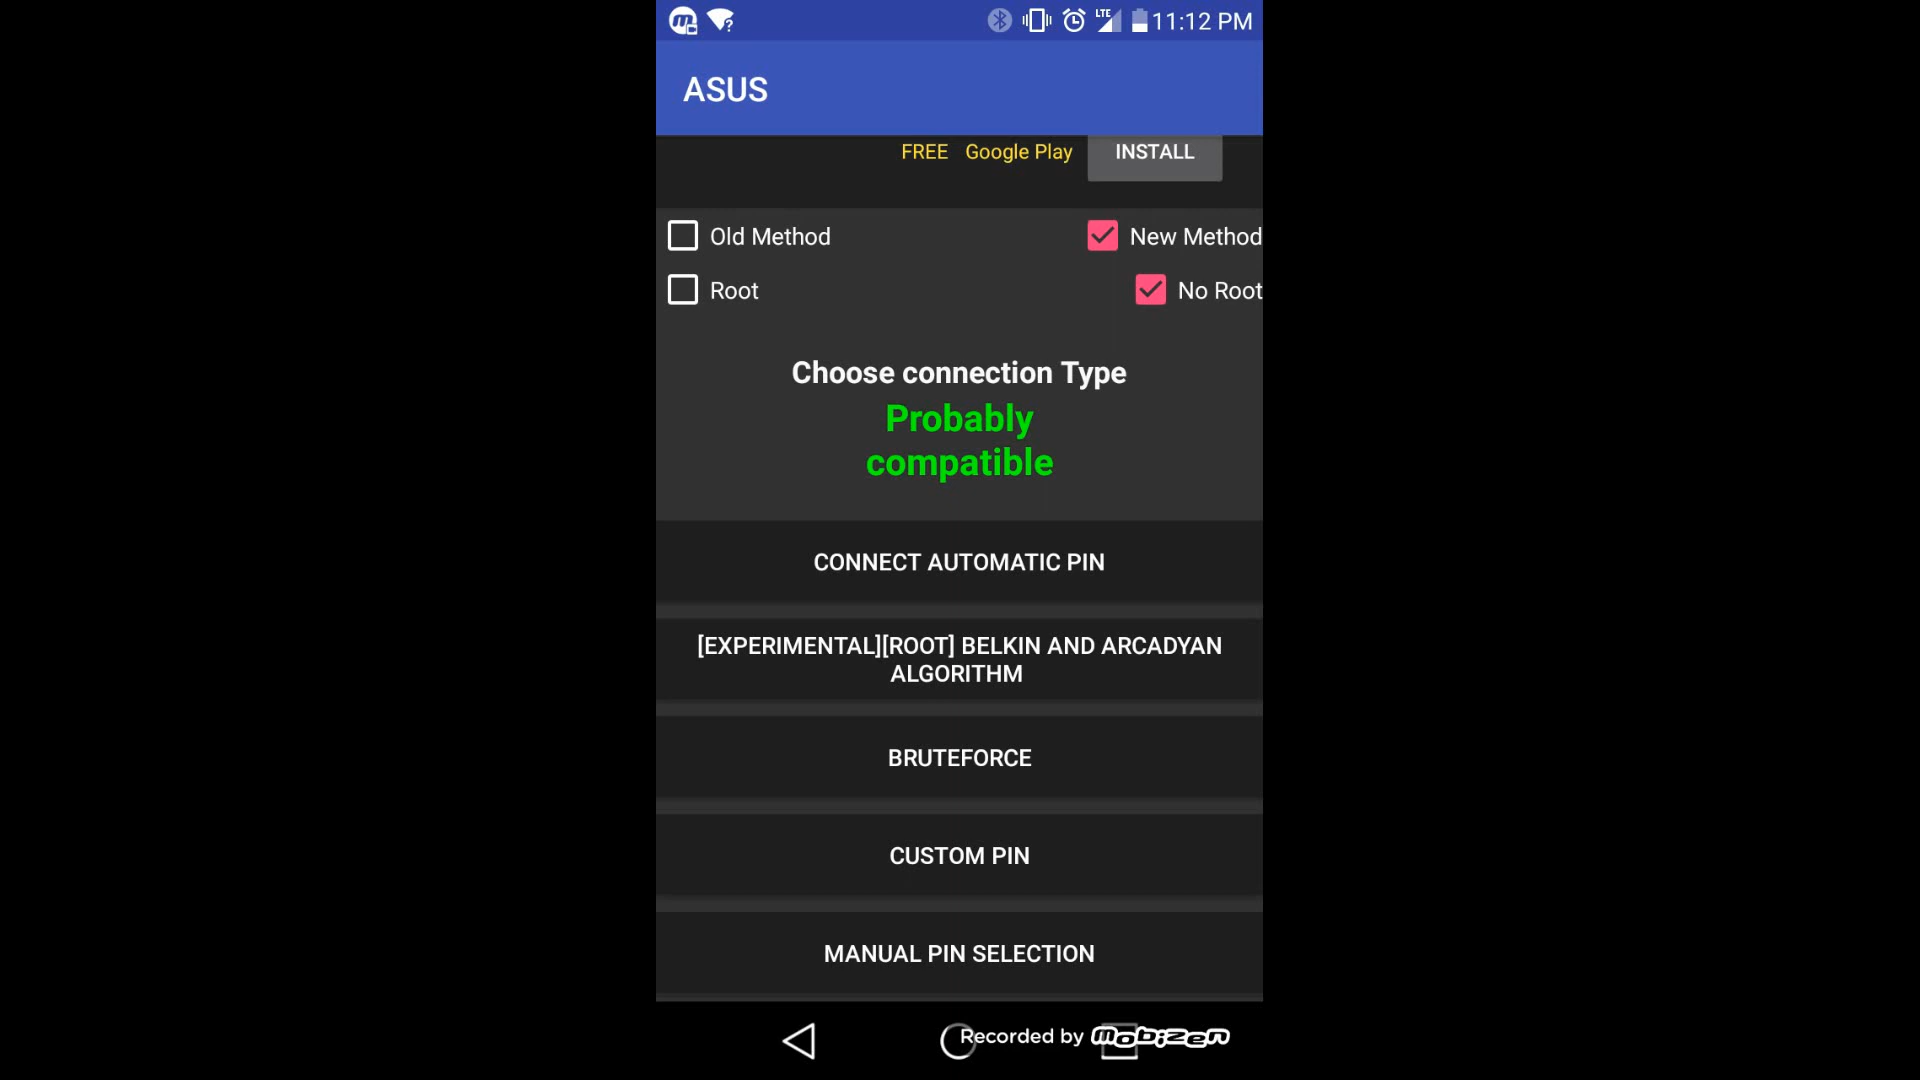 LTE 11:12 PM
ASUS
FREE Google Play INSTALL
Old Method New Method
Root No Root
Choose connection Type
Probably
compatible
CONNECT AUTOMATIC PIN
[EXPERIMENTAL][ROOT] BELKIN AND ARCADYAN
ALGORITHM
BRUTEFORCE
CUSTOM PIN
MANUAL PIN SELECTION
Recorded by mobizen